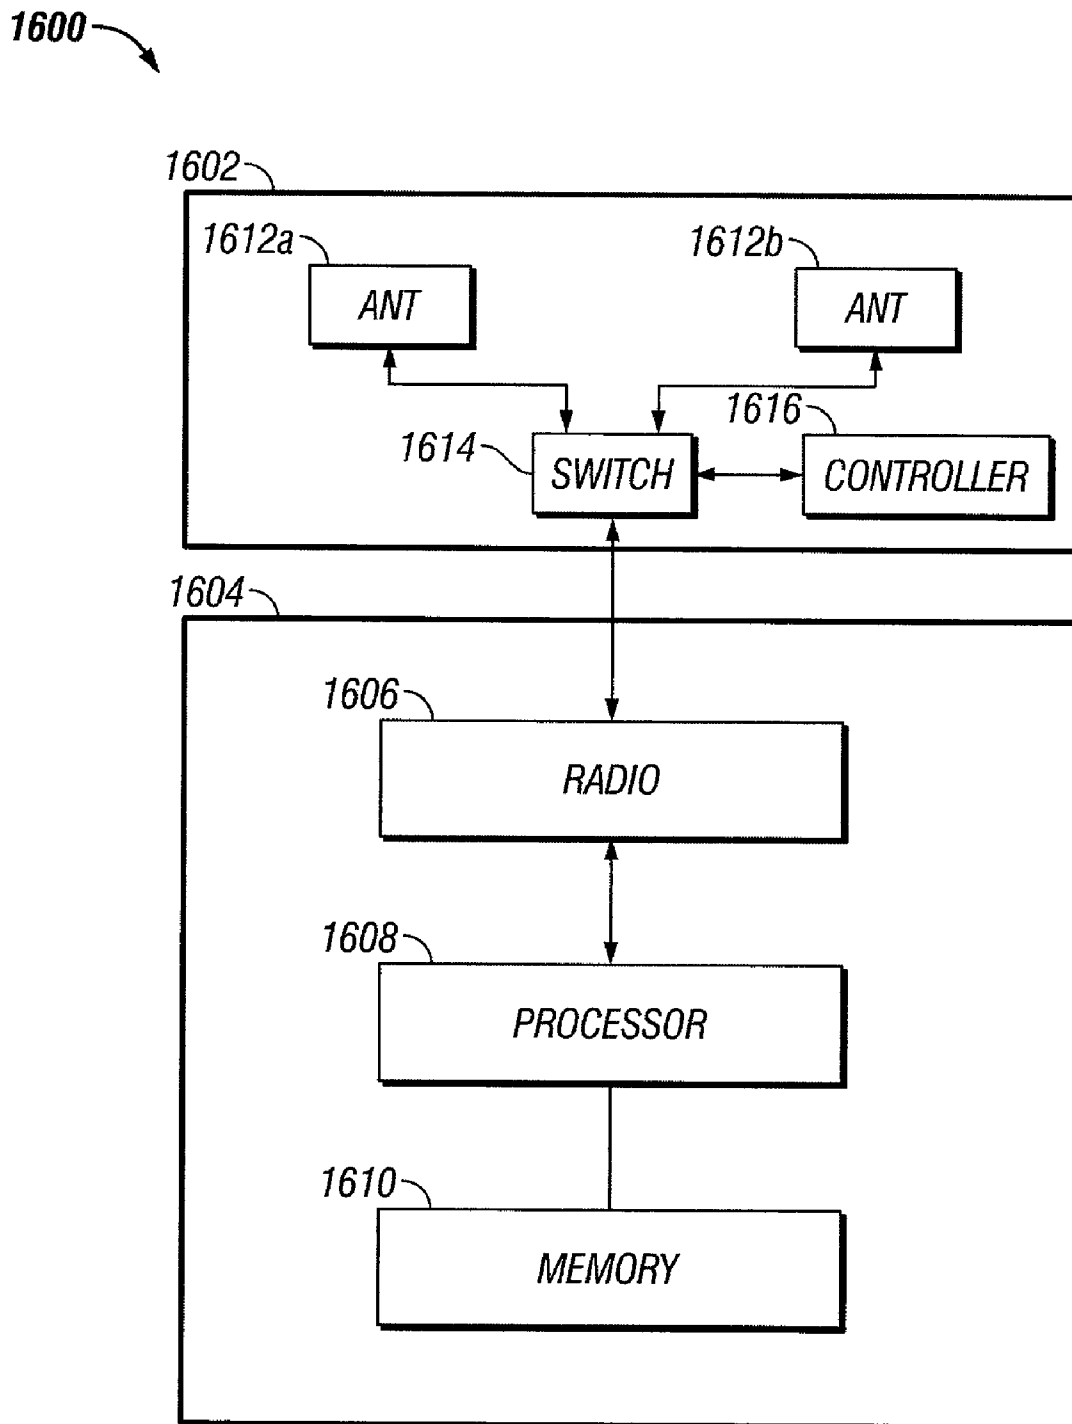 1600
1602
1612a
1612b
ANT
ANT
1616
1614
SWITCH
CONTROLLER
1604
1606
RADIO
1608
PROCESSOR
1610
MEMORY